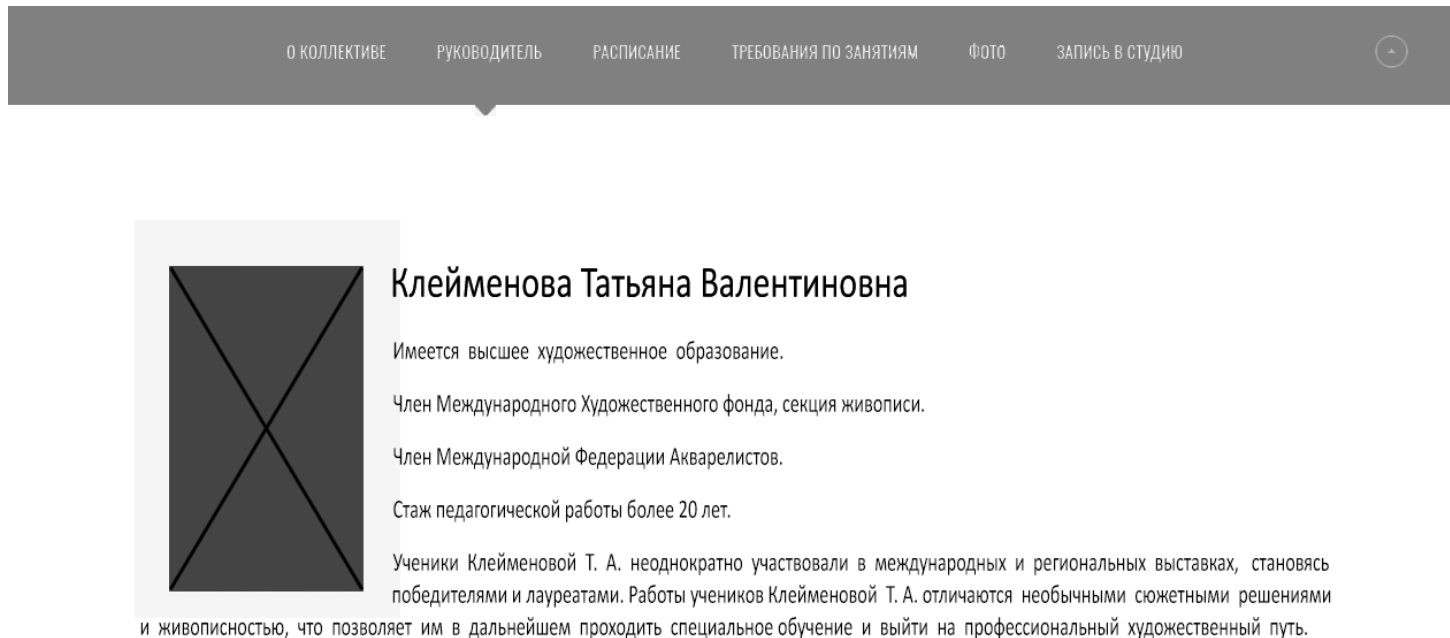 О КОЛЛЕКТИВЕ РУКОВОДИТЕЛЬ РАСПИСАНИЕ ТРЕБОВАНИЯ ПО ЗАНЯТИЯМ ФОТО ЗАПИСЬ В СТУДИЮ
Клейменова Татьяна Валентиновна
Имеется высшее художественное образование.
Член Международного Художественного фонда, секция живописи.
Член Международной Федерации Акварелистов.
Стаж педагогической работы более 20 лет.
Ученики Клейменовой Т. А. неоднократно участвовали в международных и региональных выставках, становясь
победителями и лауреатами. Работы учеников Клейменовой Т. А. отличаются необычными сюжетными решениями
и живописностью, что позволяет им в дальнейшем проходить специальное обучение и выйти на профессиональный художественный путь.